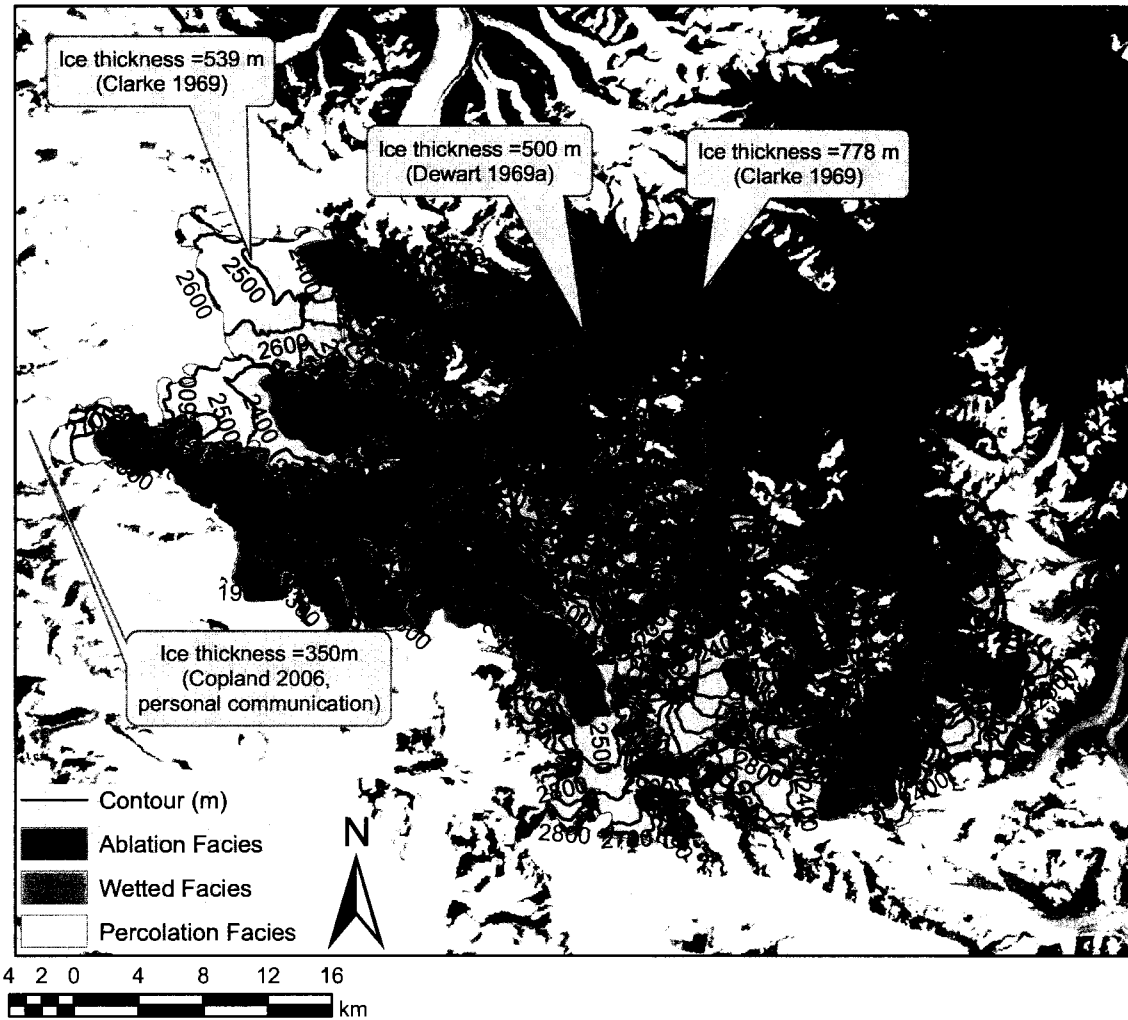 Ice thickness =539 m
(Clarke 1969)
Ice thickness =500 m
(Dewart 1969a)
Ice thickness =778 m
(Clarke 1969)
2400
2500
2600
2600
2500
2400
Ice thickness =350m
(Copland 2006,
personal communication)
2500
2800
2400
2800
Contour (m)
Ablation Facies
Wetted Facies
Percolation Facies
N
4 2 0 4 8 12 16
km